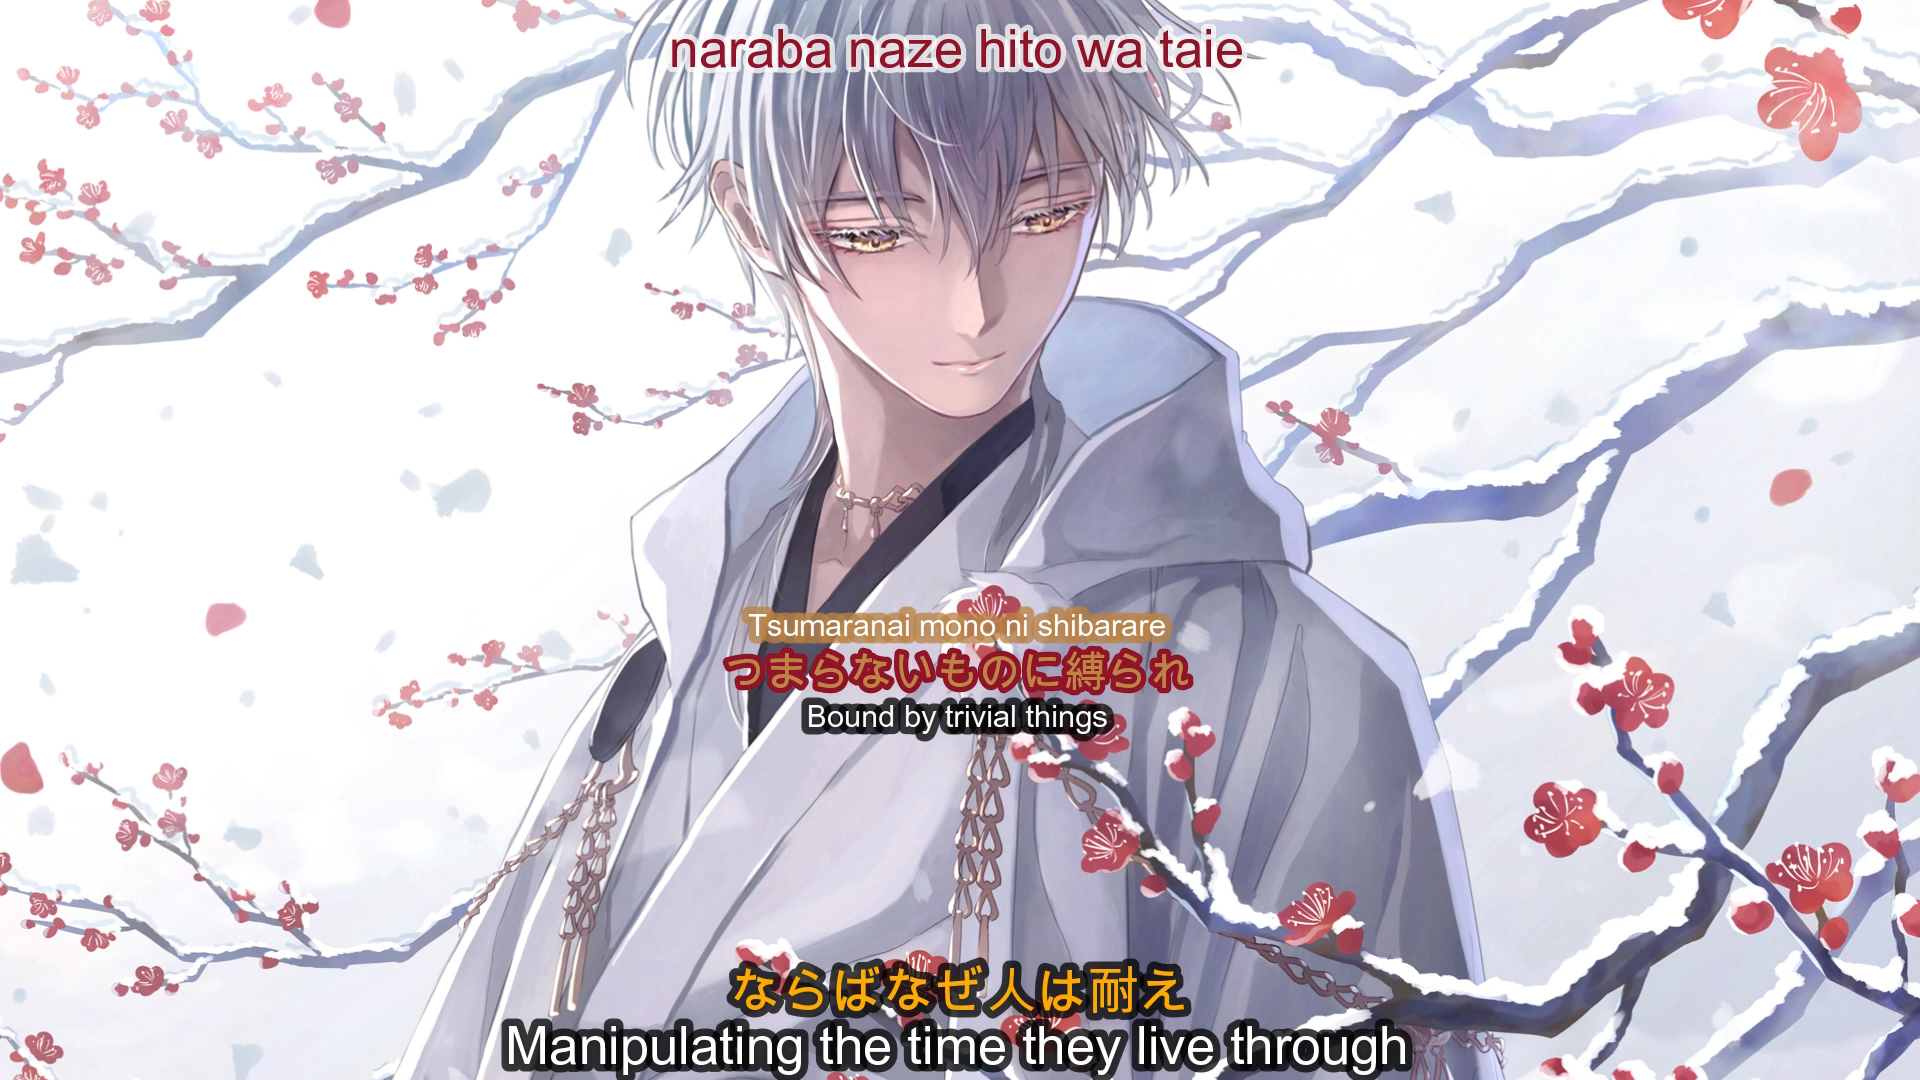 naraba naze hito wa taie
Tsumaranai mono ni shibarare
つまらないものに縛られ
Bound by trivial things
ならばなぜ人は耐え
Manipulating the time they live through